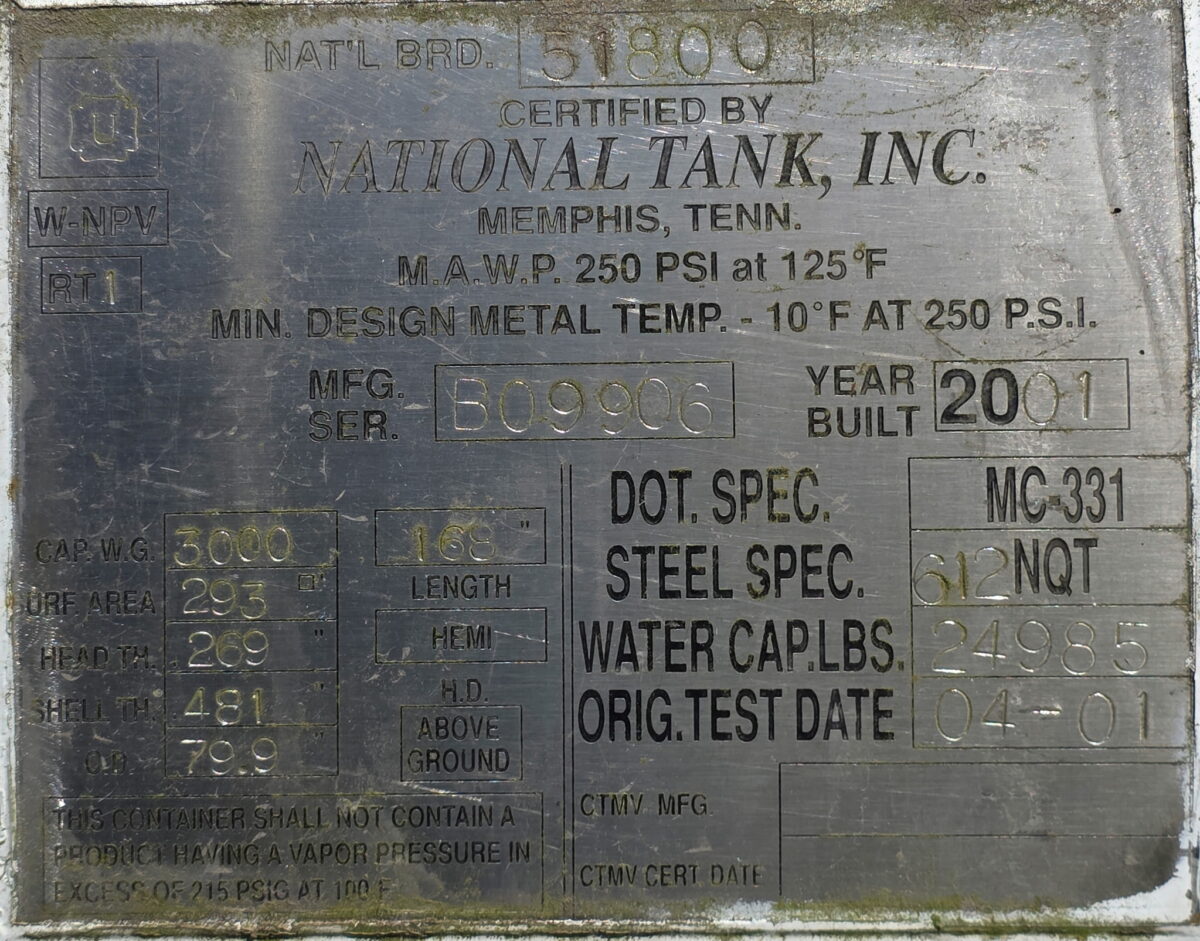 NAT'L BRD. 51800
U
CERTIFIED BY
NATIONAL TANK, INC.
W-NPV
MEMPHIS, TENN.
RT 1
M.A.W.P. 250 PSI at 125°F
MIN. DESIGN METAL TEMP. - 10°F AT 250 P.S.I.
MFG. SER. B09906
YEAR BUILT 2001
CAP. W.G. 3000
URF. AREA 293 □'
HEAD TH. .269 "
SHELL TH. .481 "
O.D. 79.9 "
168 "
LENGTH
HEMI
H.D.
ABOVE
GROUND
THIS CONTAINER SHALL NOT CONTAIN A
PRODUCT HAVING A VAPOR PRESSURE IN
EXCESS OF 215 PSIG AT 100 F
DOT. SPEC. MC-331
STEEL SPEC. 612NQT
WATER CAP.LBS. 24985
ORIG.TEST DATE 04-01
CTMV MFG.
CTMV CERT DATE